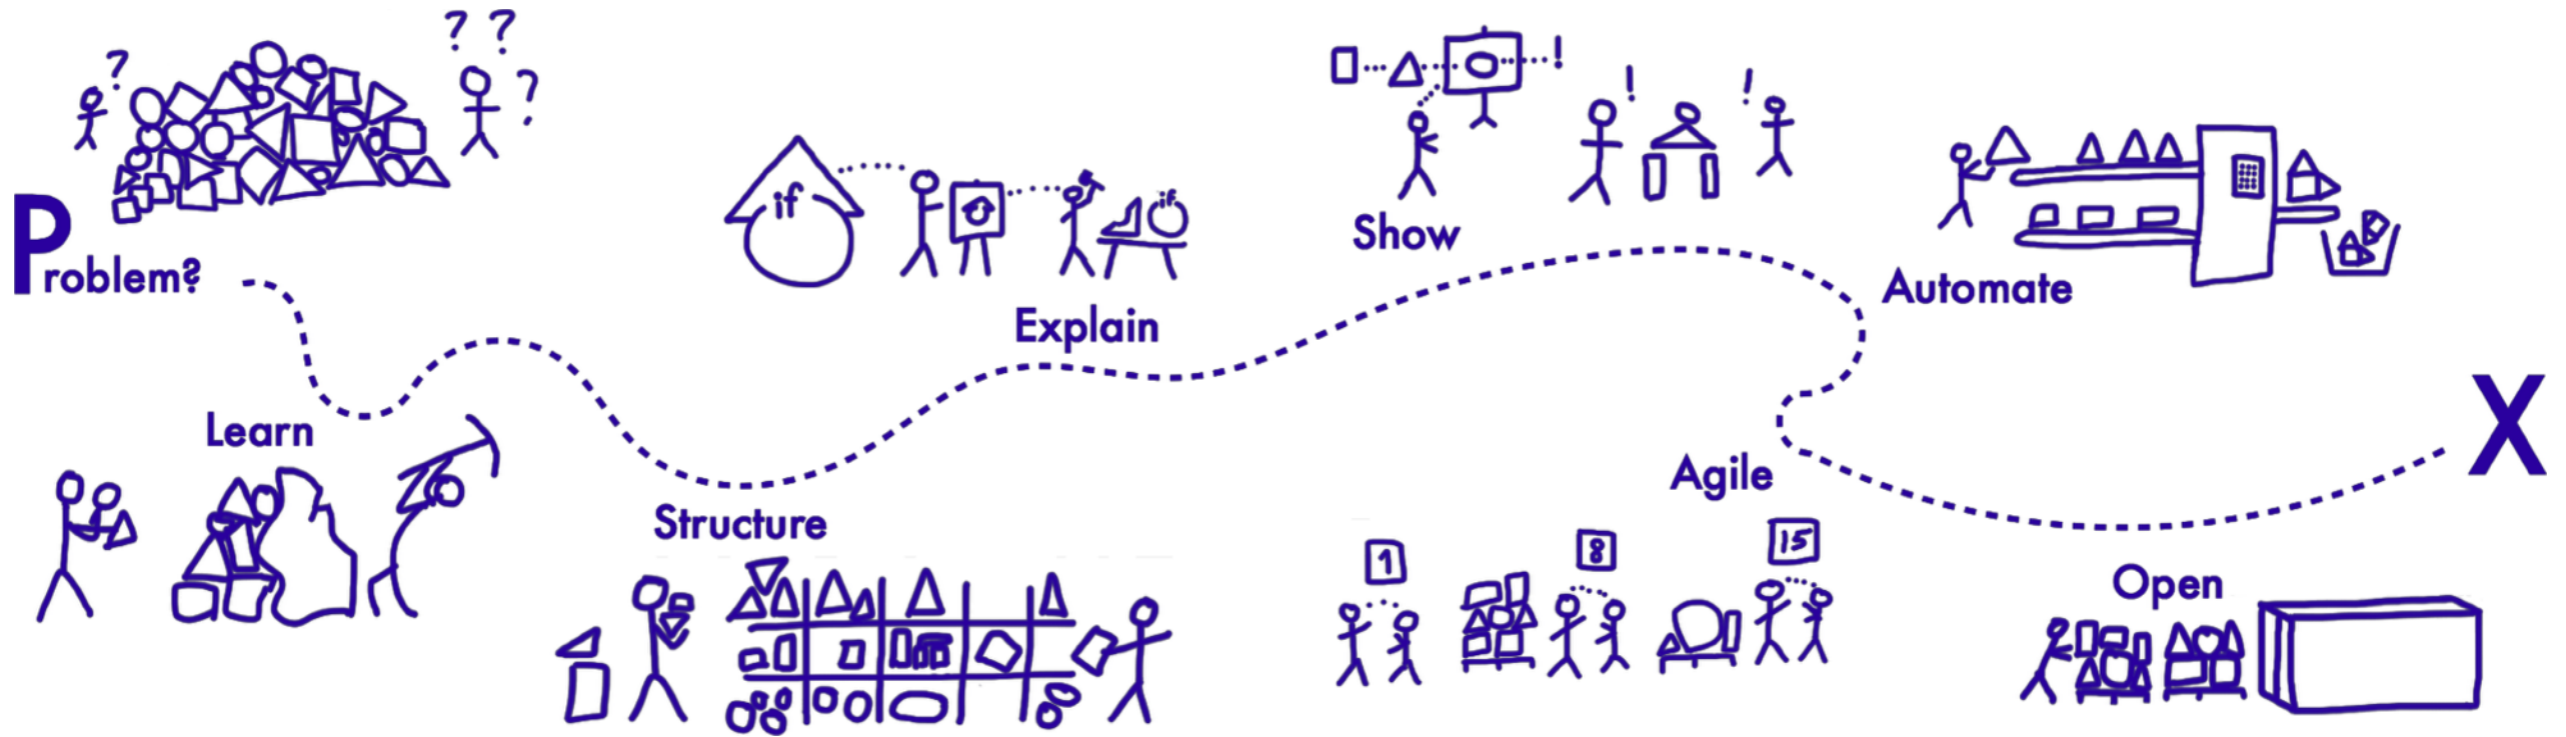 ?
? ?
?
Problem?
Learn
Structure
if
if
Explain
!
!
!
Show
Automate
Agile
1
8
15
Open
X